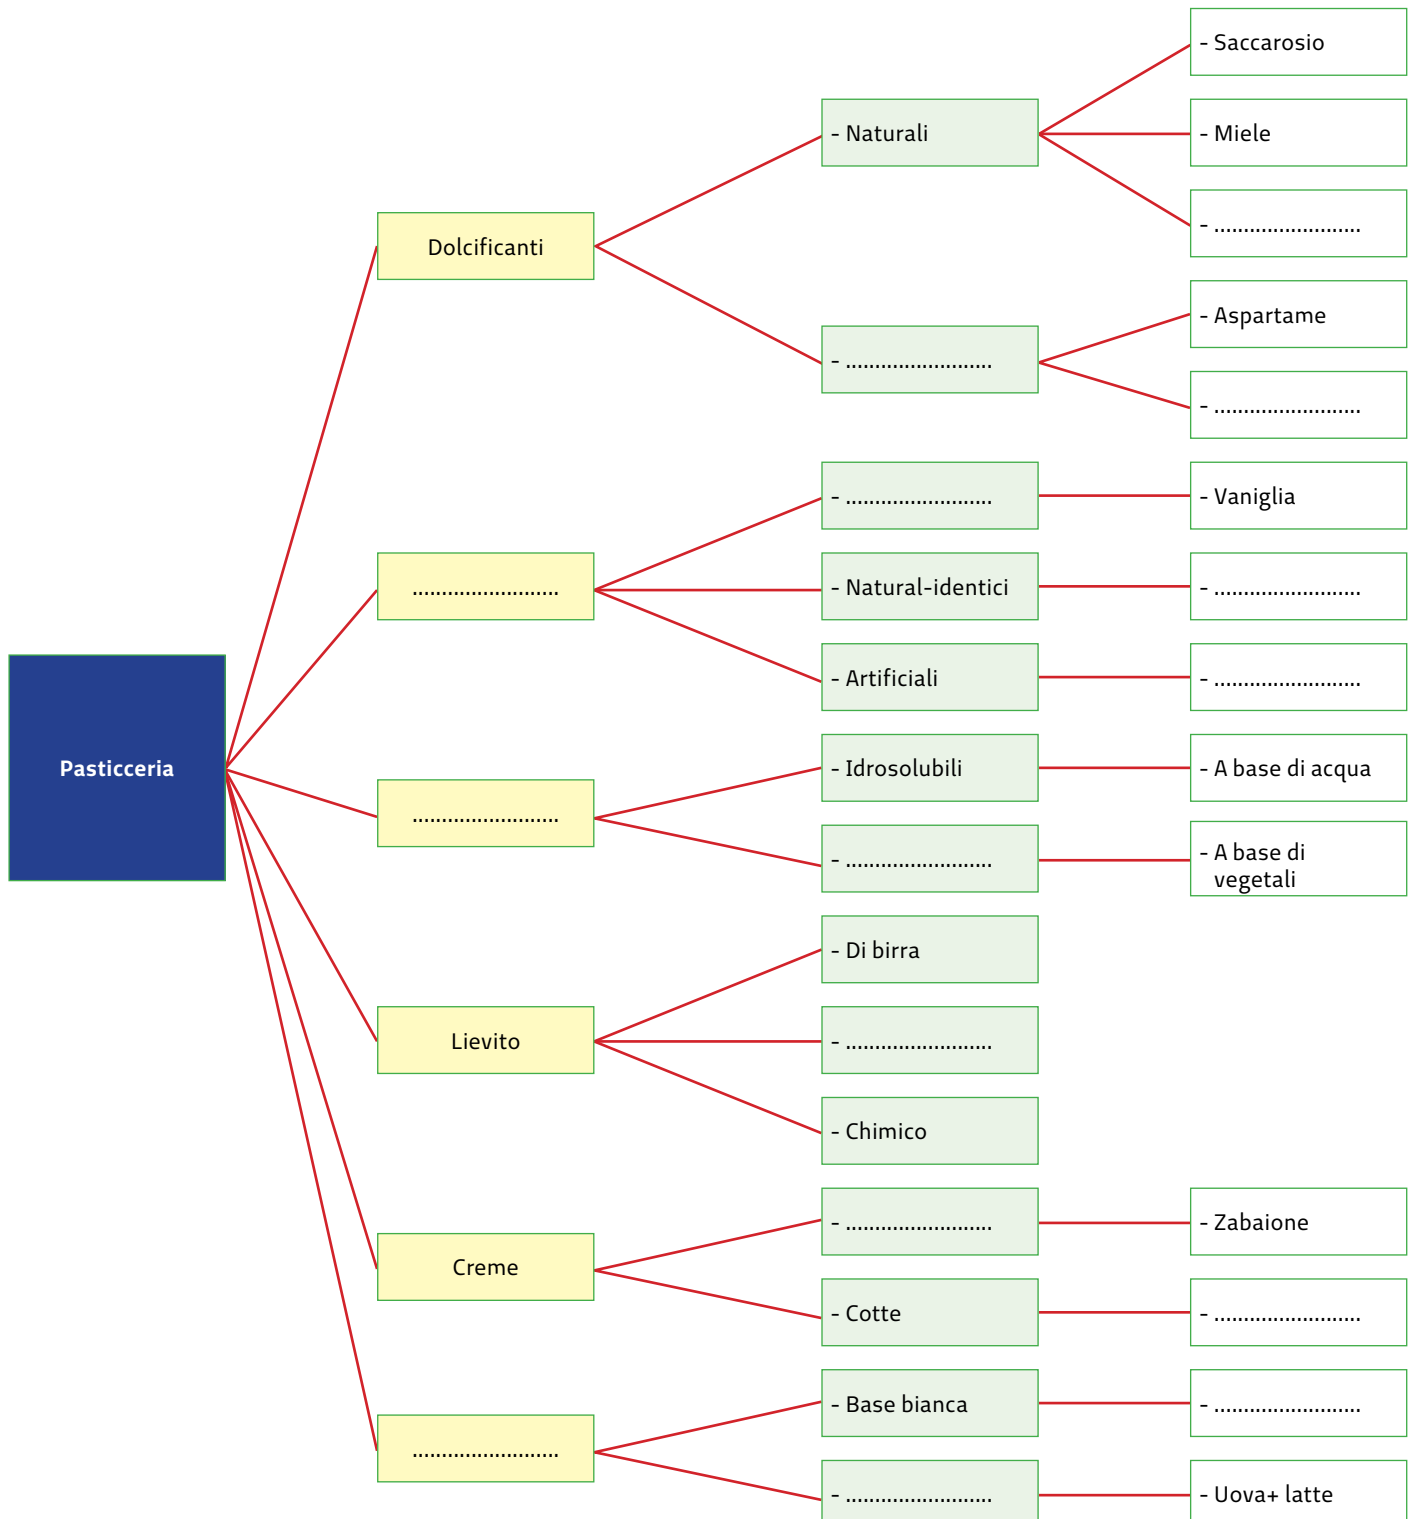 - Saccarosio
- Naturali
- Miele
- .........................
Dolcificanti
- Aspartame
- .........................
- .........................
- .........................
- Vaniglia
.........................
- Natural-identici
- .........................
- Artificiali
- .........................
Pasticceria
- Idrosolubili
- A base di acqua
.........................
- .........................
- A base di
vegetali
- Di birra
Lievito
- .........................
- Chimico
- .........................
- Zabaione
Creme
- Cotte
- .........................
- Base bianca
- .........................
.........................
- .........................
- Uova+ latte